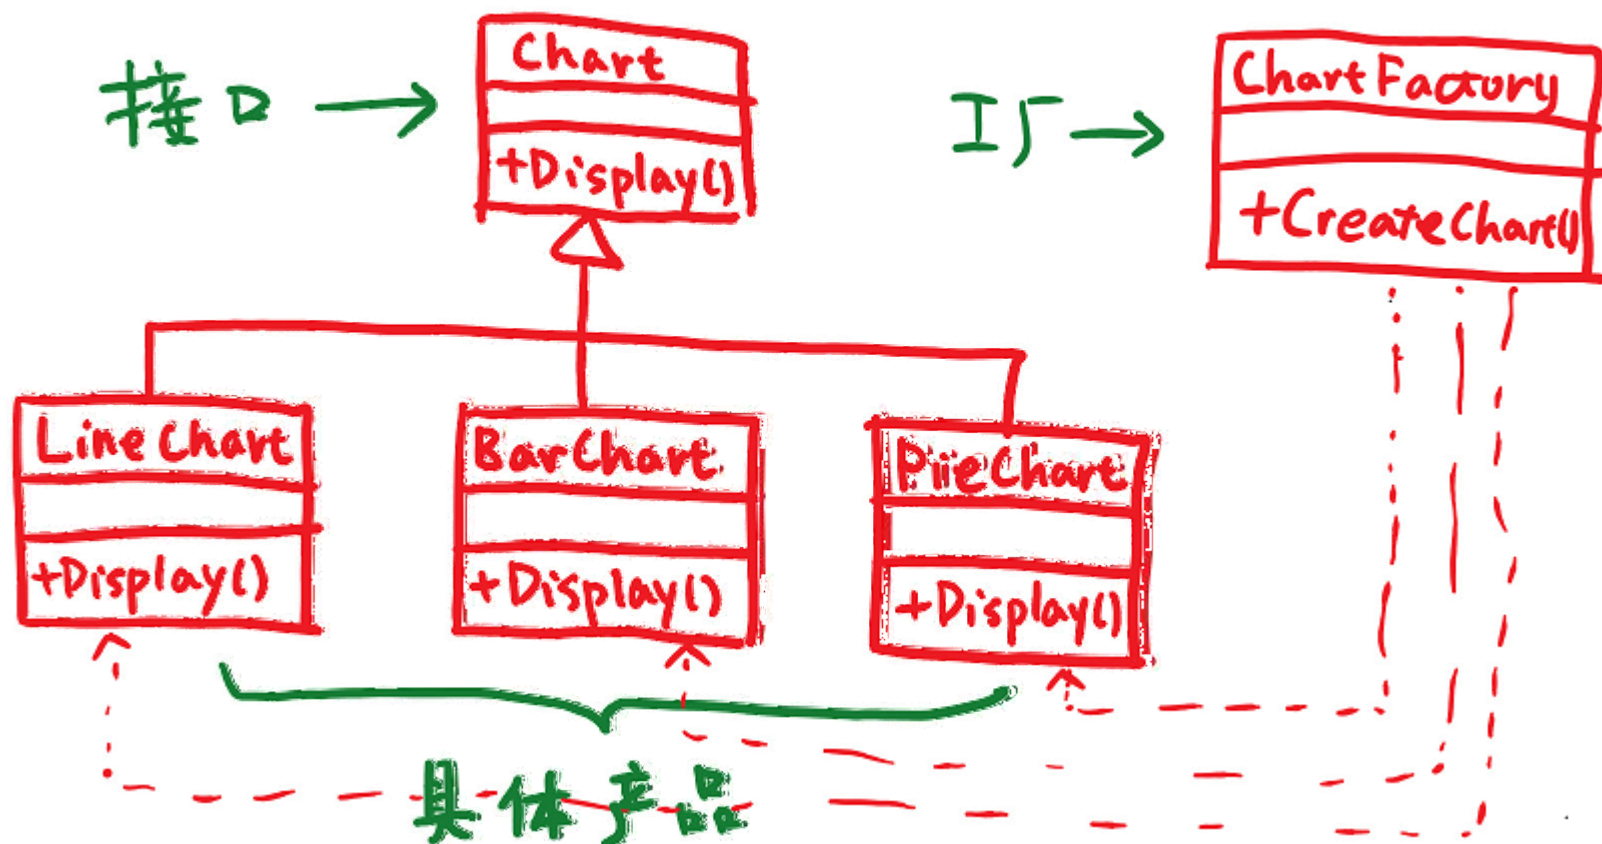 Chart
+Display()
接口
工厂
ChartFactory
+CreateChart()
LineChart
+Display()
BarChart
+Display()
PieChart
+Display()
具体产品